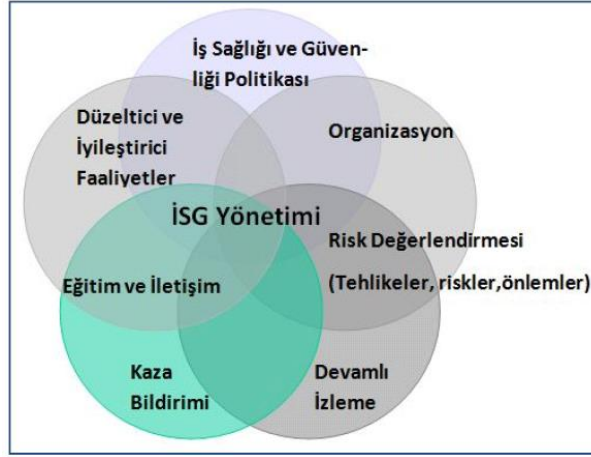 İş Sağlığı ve Güven-
liği Politikası
Düzeltici ve
İyileştirici
Faaliyetler
Organizasyon
İSG Yönetimi
Risk Değerlendirmesi
(Tehlikeler, riskler,önlemler)
Eğitim ve İletişim
Kaza
Bildirimi
Devamlı
İzleme